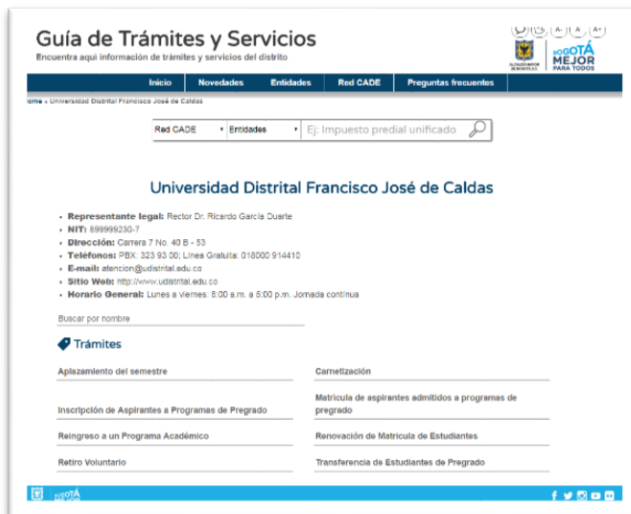 Guía de Trámites y Servicios
Encuentra aquí información de trámites y servicios del distrito
A- A A+
BOGOTÁ
MEJOR
PARA TODOS
Inicio Novedades Entidades Red CADE Preguntas frecuentes
Home » Universidad Distrital Francisco José de Caldas
Red CADE Entidades Ej: Impuesto predial unificado
Universidad Distrital Francisco José de Caldas
• Representante legal: Rector Dr. Ricardo García Duarte
• NIT: 899999230-7
• Dirección: Carrera 7 No. 40 B - 53
• Teléfonos: PBX: 323 93 00; Línea Gratuita: 018000 914410
• E-mail: atencion@udistrital.edu.co
• Sitio Web: http://www.udistrital.edu.co
• Horario General: Lunes a viernes: 8:00 a.m. a 5:00 p.m. Jornada continua
Buscar por nombre
Trámites
Aplazamiento del semestre Carnetización
Inscripción de Aspirantes a Programas de Pregrado Matricula de aspirantes admitidos a programas de
pregrado
Reingreso a un Programa Académico Renovación de Matricula de Estudiantes
Retiro Voluntario Transferencia de Estudiantes de Pregrado
BOGOTÁ